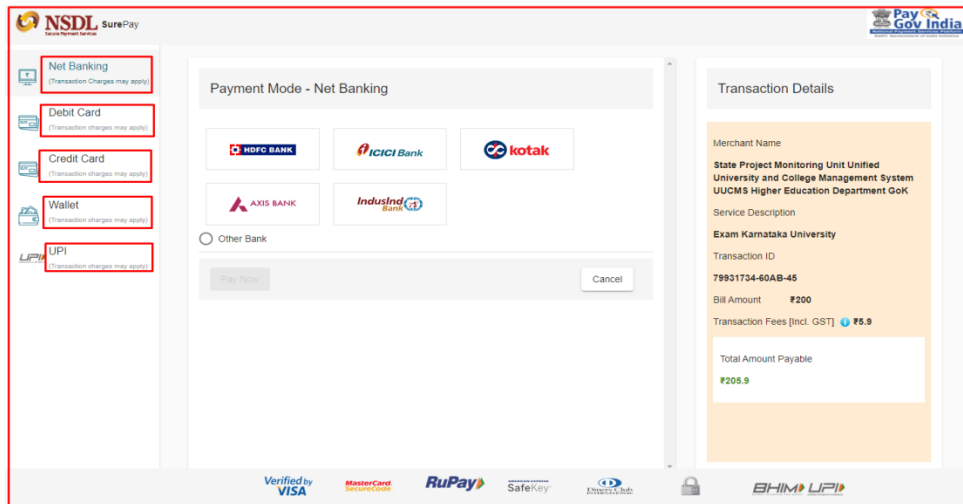 NSDL SurePay
Secure Payment Services
Pay Gov India
National Payment Services Platform
Net Banking
(Transaction Charges may apply)
Debit Card
(Transaction charges may apply)
Credit Card
(Transaction charges may apply)
Wallet
(Transaction charges may apply)
UPI
UPI
(Transaction charges may apply)
Payment Mode - Net Banking
HDFC BANK
ICICI Bank
kotak
AXIS BANK
IndusInd Bank
Other Bank
Pay Now
Cancel
Transaction Details
Merchant Name
State Project Monitoring Unit Unified
University and College Management System
UUCMS Higher Education Department GoK
Service Description
Exam Karnataka University
Transaction ID
79931734-60AB-45
Bill Amount ₹200
Transaction Fees [Incl. GST] i ₹5.9
Total Amount Payable
₹205.9
Verified by
VISA
MasterCard.
SecureCode.
RuPay
AMERICAN EXPRESS
SafeKey
Diners Club
INTERNATIONAL
BHIM UPI